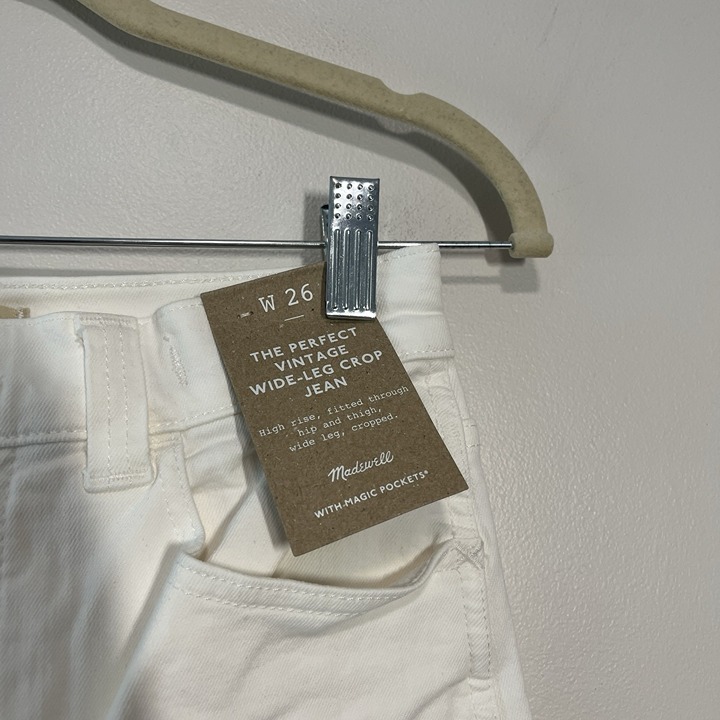 W 26
THE PERFECT
VINTAGE
WIDE-LEG CROP
JEAN
High rise, fitted through
hip and thigh,
wide leg, cropped.
Madewell
WITH MAGIC POCKETS®